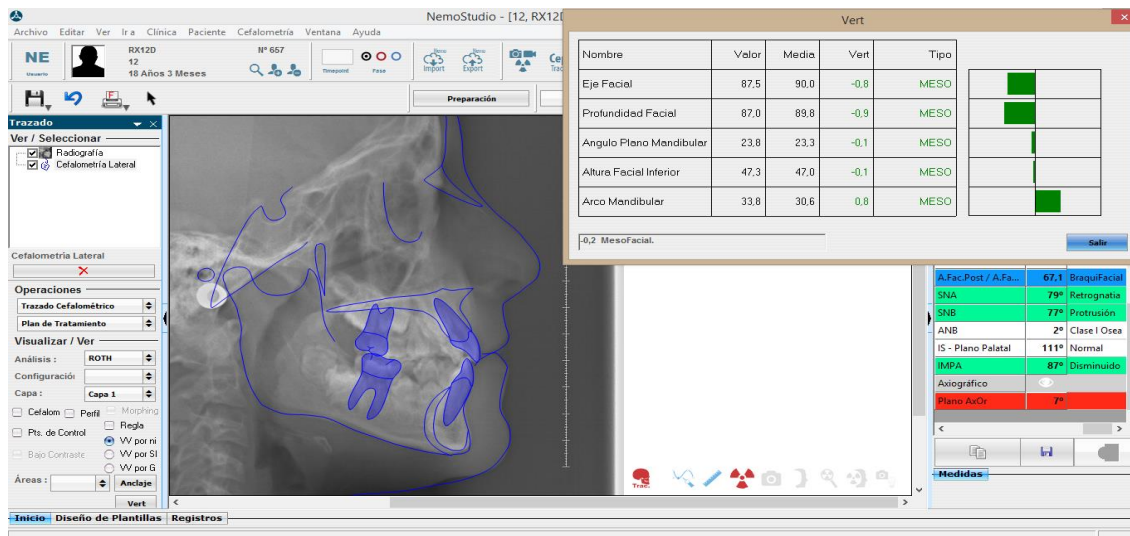 NemoStudio - [12, RX12D
Archivo Editar Ver Ir a Clínica Paciente Cefalometría Ventana Ayuda
NE
Usuario
RX12D
12
18 Años 3 Meses
Nº 657
Timepoint
Fase
Nemo
Import
Nemo
Export
Preparación
Trazado
Ver / Seleccionar
Radiografía
Cefalometría Lateral
Cefalometría Lateral
Operaciones
Trazado Cefalométrico
Plan de Tratamiento
Visualizar / Ver
Análisis : ROTH
Configuració
Capa : Capa 1
Cefalom Perfil Morphing
Pts. de Control Regla
VV por ni
Bajo Contraste VV por SI
VV por G
Áreas : Anclaje
Vert
Inicio Diseño de Plantillas Registros
Vert
Nombre Valor Media Vert Tipo
Eje Facial 87,5 90,0 -0,8 MESO
Profundidad Facial 87,0 89,8 -0,9 MESO
Angulo Plano Mandibular 23,8 23,3 -0,1 MESO
Altura Facial Inferior 47,3 47,0 -0,1 MESO
Arco Mandibular 33,8 30,6 0,8 MESO
-0,2 MesoFacial.
Salir
A.Fac.Post / A.Fa... 67,1 BraquiFacial
SNA 79º Retrognatia
SNB 77º Protrusión
ANB 2º Clase I Osea
IS - Plano Palatal 111º Normal
IMPA 87º Disminuido
Axiográfico
Plano AxOr 7º
Medidas
Traz.